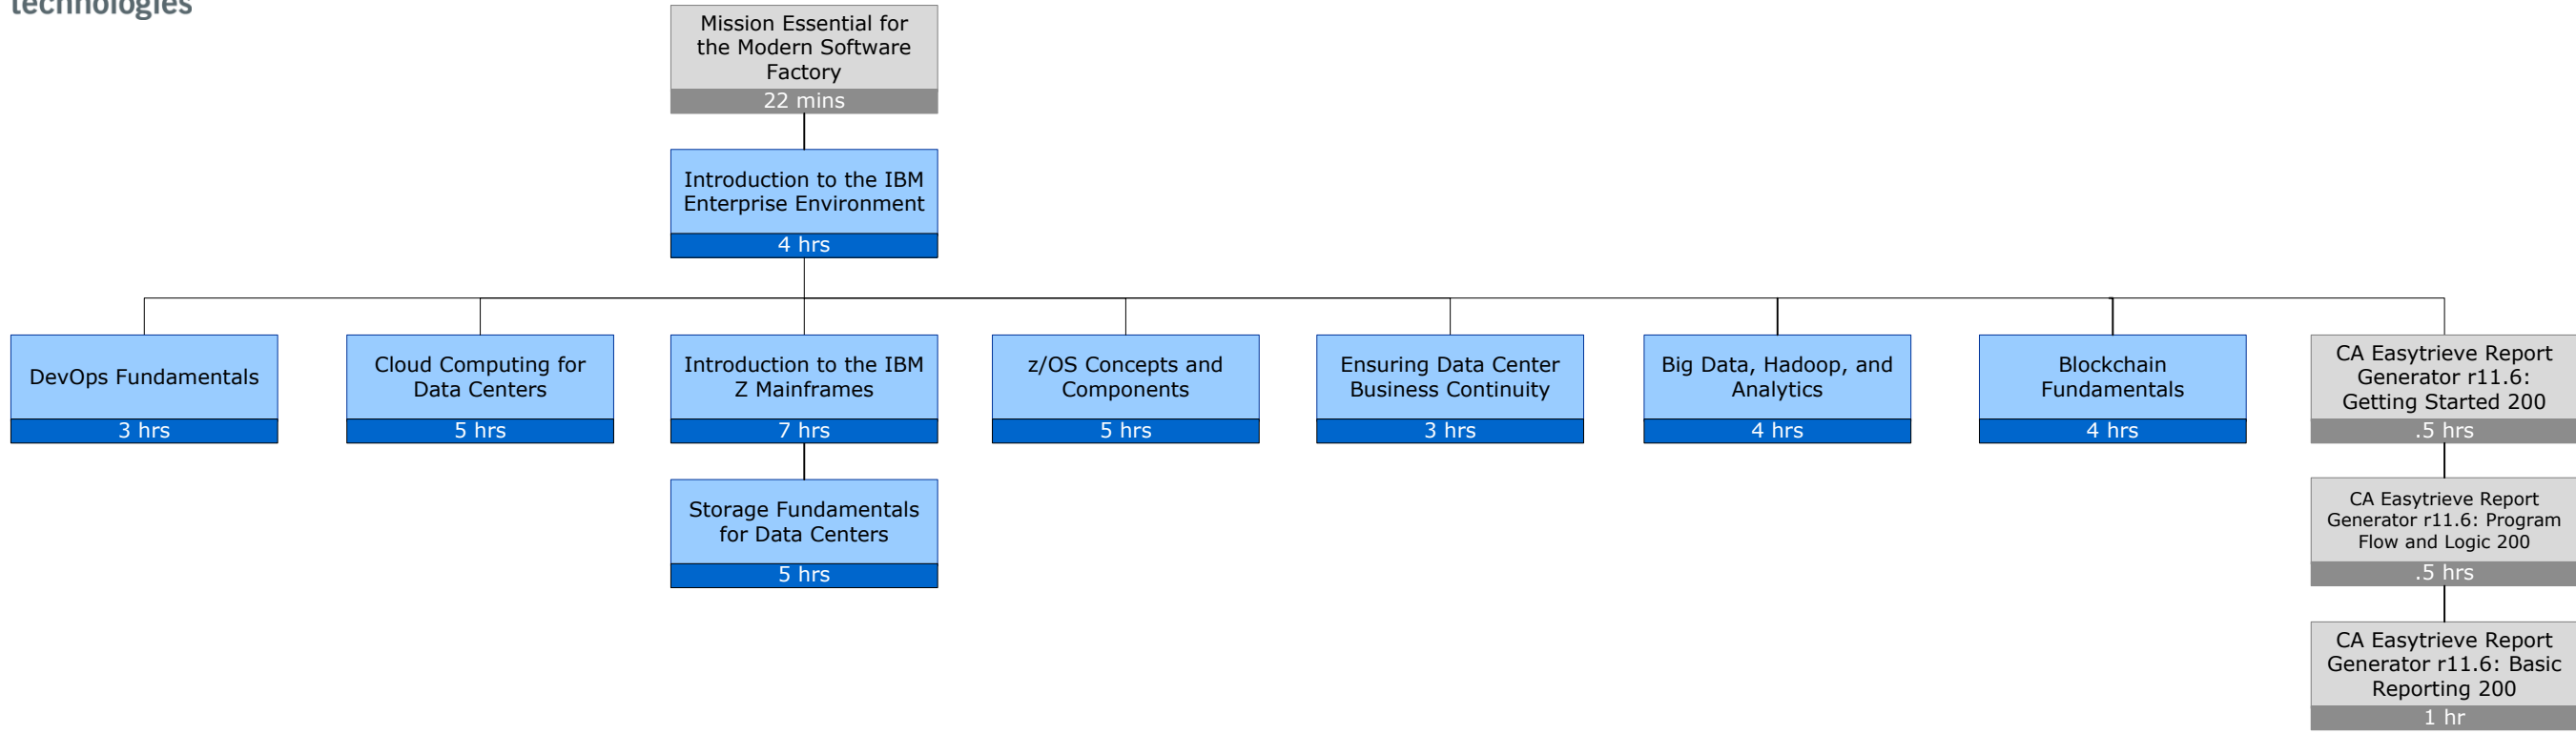 technologies
Mission Essential for
the Modern Software
Factory
22 mins
Introduction to the IBM
Enterprise Environment
4 hrs
DevOps Fundamentals
3 hrs
Cloud Computing for
Data Centers
5 hrs
Introduction to the IBM
Z Mainframes
7 hrs
z/OS Concepts and
Components
5 hrs
Ensuring Data Center
Business Continuity
3 hrs
Big Data, Hadoop, and
Analytics
4 hrs
Blockchain
Fundamentals
4 hrs
CA Easytrieve Report
Generator r11.6:
Getting Started 200
.5 hrs
Storage Fundamentals
for Data Centers
5 hrs
CA Easytrieve Report
Generator r11.6: Program
Flow and Logic 200
.5 hrs
CA Easytrieve Report
Generator r11.6: Basic
Reporting 200
1 hr